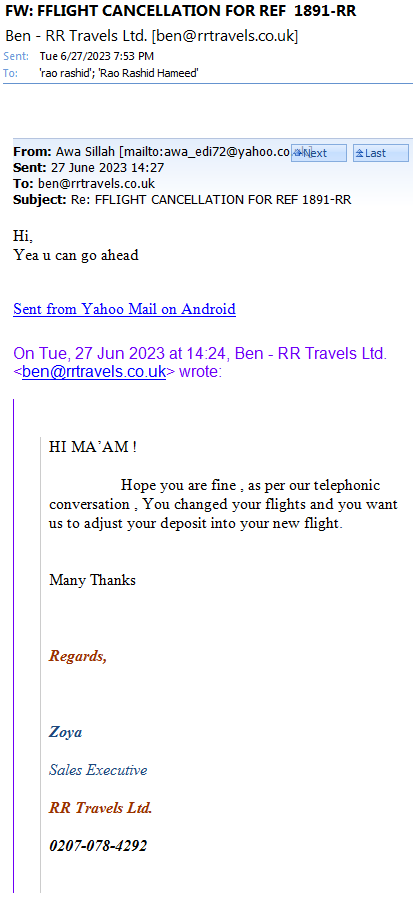 FW: FFLIGHT CANCELLATION FOR REF 1891-RR
Ben - RR Travels Ltd. [ben@rrtravels.co.uk]
Sent: Tue 6/27/2023 7:53 PM
To: 'rao rashid'; 'Rao Rashid Hameed'
From: Awa Sillah [mailto:awa_edi72@yahoo.co
Next
Last
Sent: 27 June 2023 14:27
To: ben@rrtravels.co.uk
Subject: Re: FFLIGHT CANCELLATION FOR REF 1891-RR
Hi,
Yea u can go ahead
Sent from Yahoo Mail on Android
On Tue, 27 Jun 2023 at 14:24, Ben - RR Travels Ltd.
<ben@rrtravels.co.uk> wrote:
HI MA’AM !
Hope you are fine , as per our telephonic
conversation , You changed your flights and you want
us to adjust your deposit into your new flight.
Many Thanks
Regards,
Zoya
Sales Executive
RR Travels Ltd.
0207-078-4292